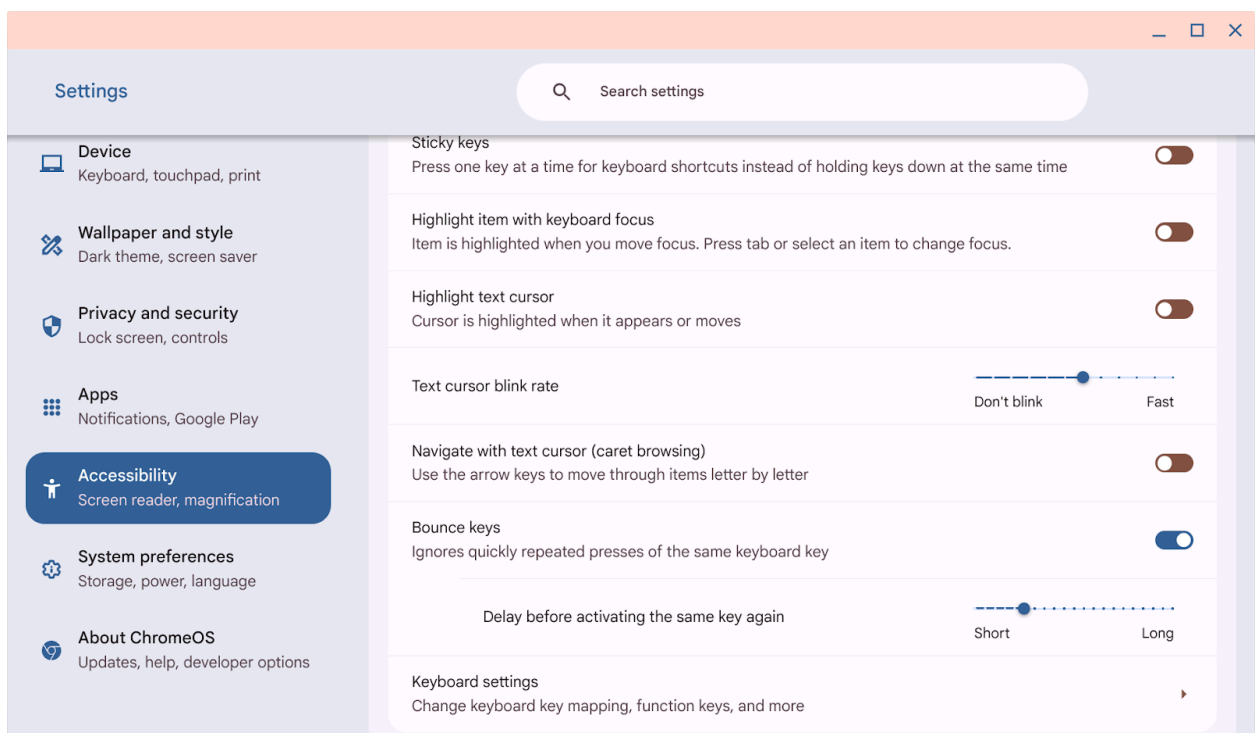 Settings
Search settings
Device
Keyboard, touchpad, print
Wallpaper and style
Dark theme, screen saver
Privacy and security
Lock screen, controls
Apps
Notifications, Google Play
Accessibility
Screen reader, magnification
System preferences
Storage, power, language
About ChromeOS
Updates, help, developer options
Sticky keys
Press one key at a time for keyboard shortcuts instead of holding keys down at the same time
Highlight item with keyboard focus
Item is highlighted when you move focus. Press tab or select an item to change focus.
Highlight text cursor
Cursor is highlighted when it appears or moves
Text cursor blink rate
Don't blink
Fast
Navigate with text cursor (caret browsing)
Use the arrow keys to move through items letter by letter
Bounce keys
Ignores quickly repeated presses of the same keyboard key
Delay before activating the same key again
Short
Long
Keyboard settings
Change keyboard key mapping, function keys, and more